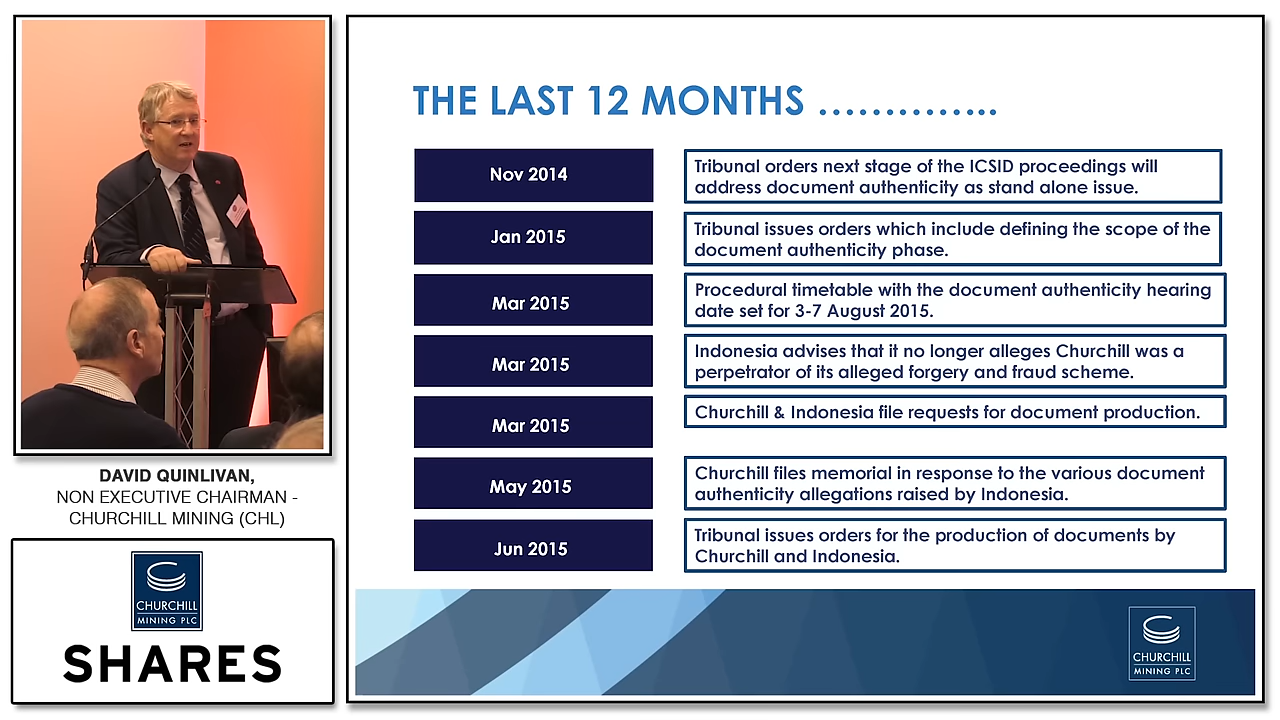 THE LAST 12 MONTHS …………..
Nov 2014
Tribunal orders next stage of the ICSID proceedings will
address document authenticity as stand alone issue.
Jan 2015
Tribunal issues orders which include defining the scope of the
document authenticity phase.
Mar 2015
Procedural timetable with the document authenticity hearing
date set for 3-7 August 2015.
Mar 2015
Indonesia advises that it no longer alleges Churchill was a
perpetrator of its alleged forgery and fraud scheme.
Mar 2015
Churchill & Indonesia file requests for document production.
May 2015
Churchill files memorial in response to the various document
authenticity allegations raised by Indonesia.
Jun 2015
Tribunal issues orders for the production of documents by
Churchill and Indonesia.
CHURCHILL
MINING PLC
DAVID QUINLIVAN,
NON EXECUTIVE CHAIRMAN -
CHURCHILL MINING (CHL)
CHURCHILL
MINING PLC
SHARES